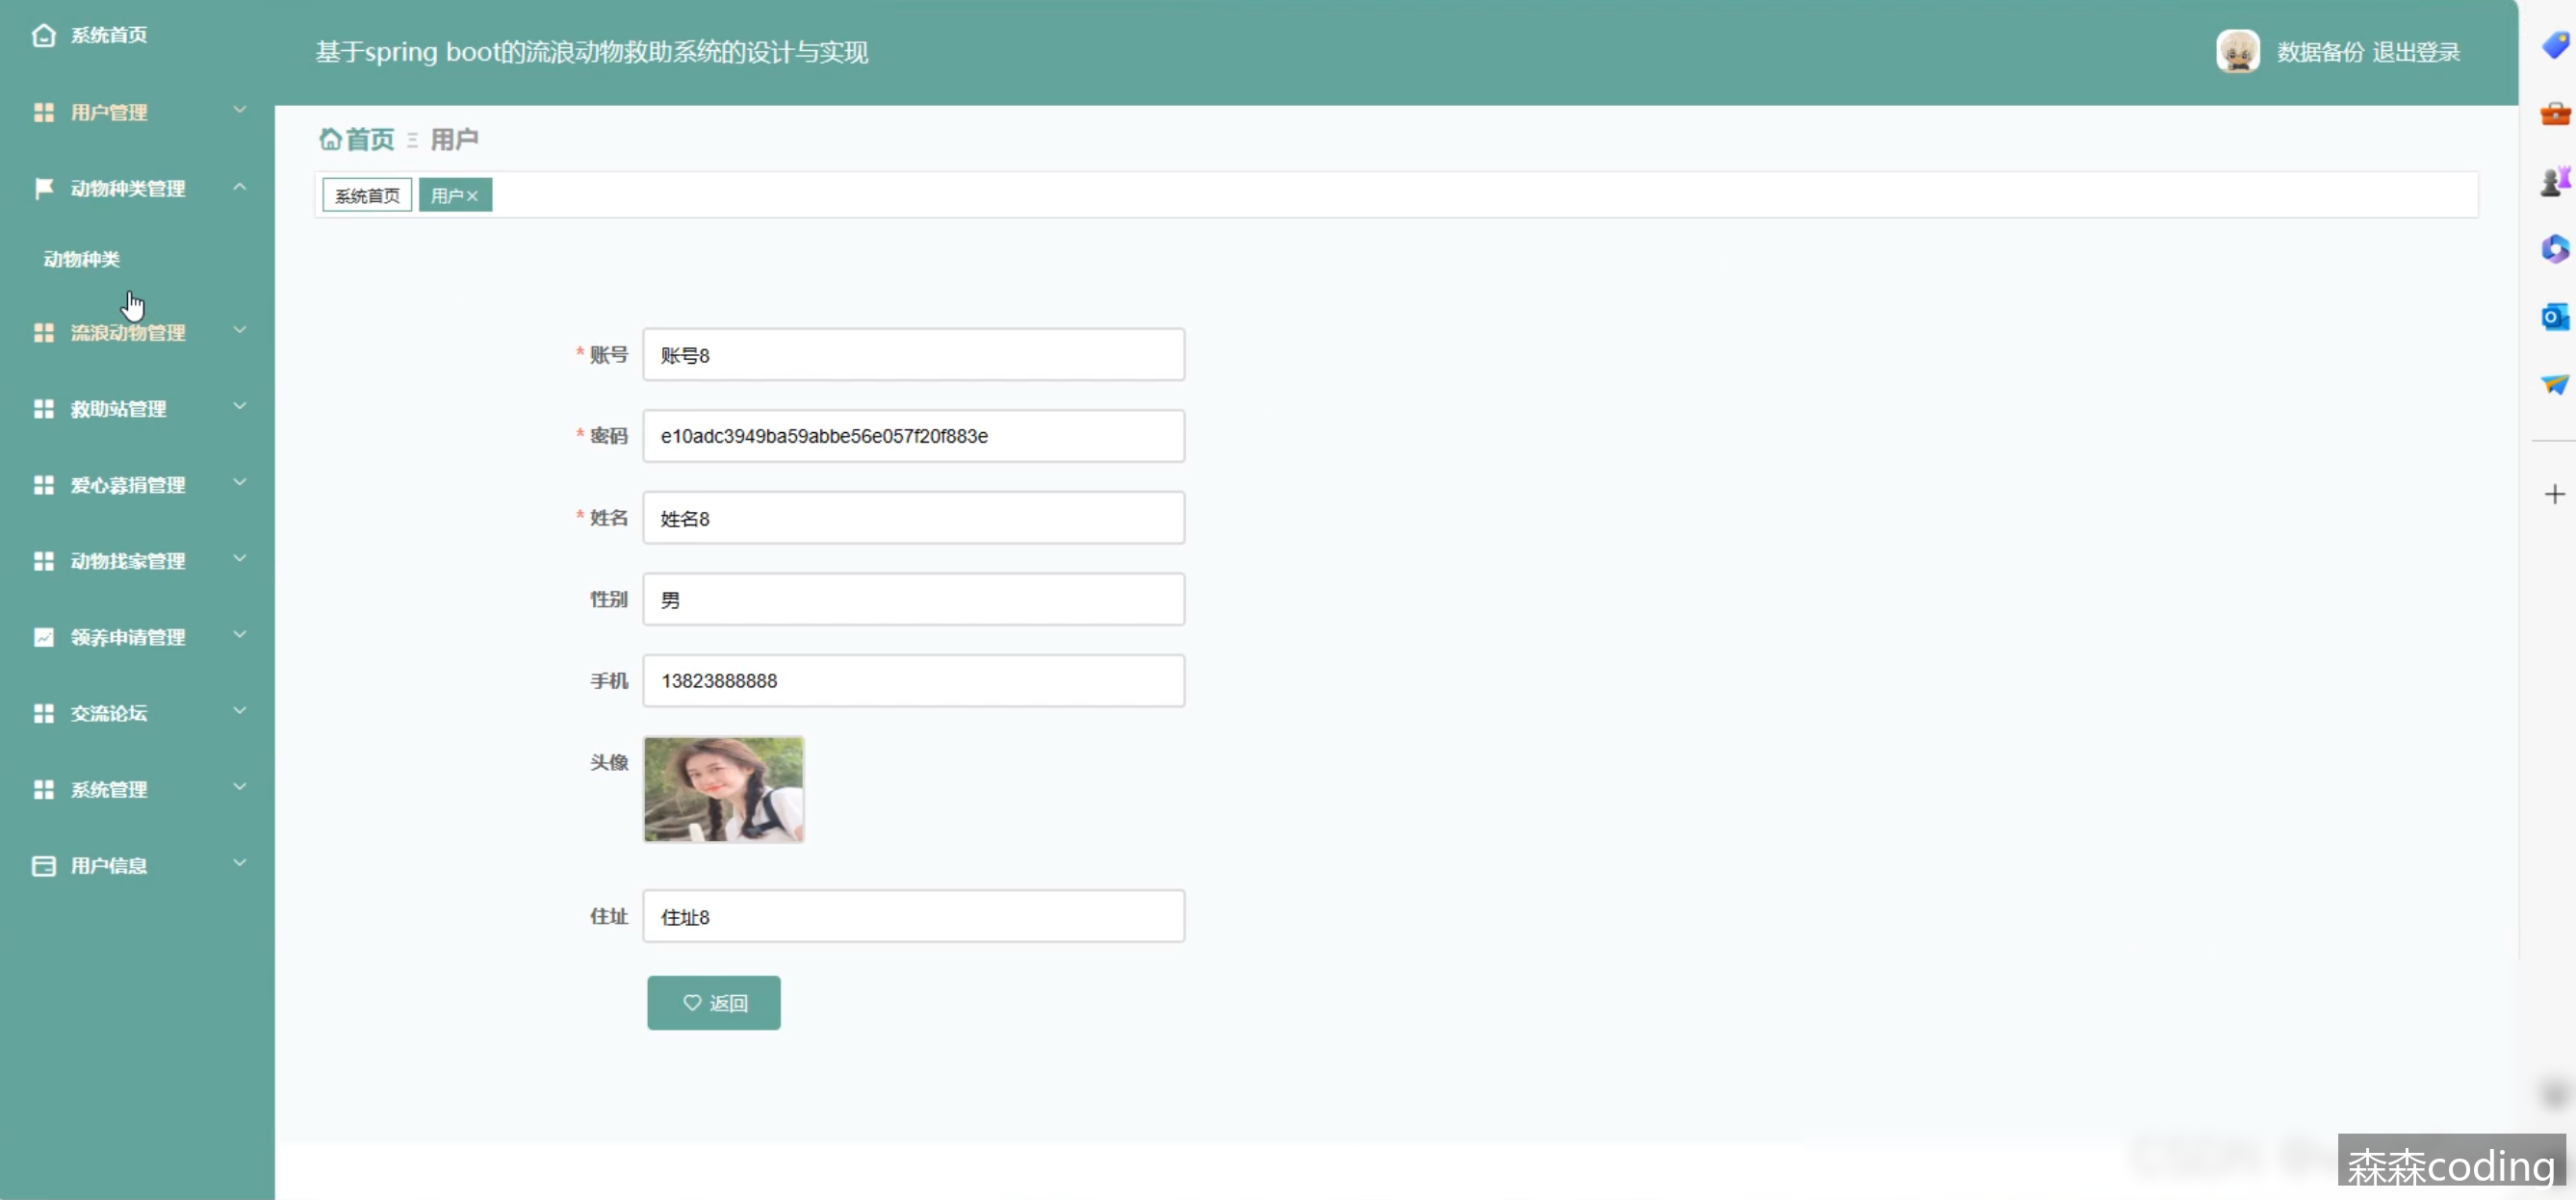 系统首页
用户管理
动物种类管理
动物种类
流浪动物管理
救助站管理
爱心募捐管理
动物找家管理
领养申请管理
交流论坛
系统管理
用户信息
基于spring boot的流浪动物救助系统的设计与实现
数据备份 退出登录
首页 用户
系统首页 用户×
* 账号 账号8
* 密码 e10adc3949ba59abbe56e057f20f883e
* 姓名 姓名8
性别 男
手机 13823888888
头像
住址 住址8
返回
森森coding